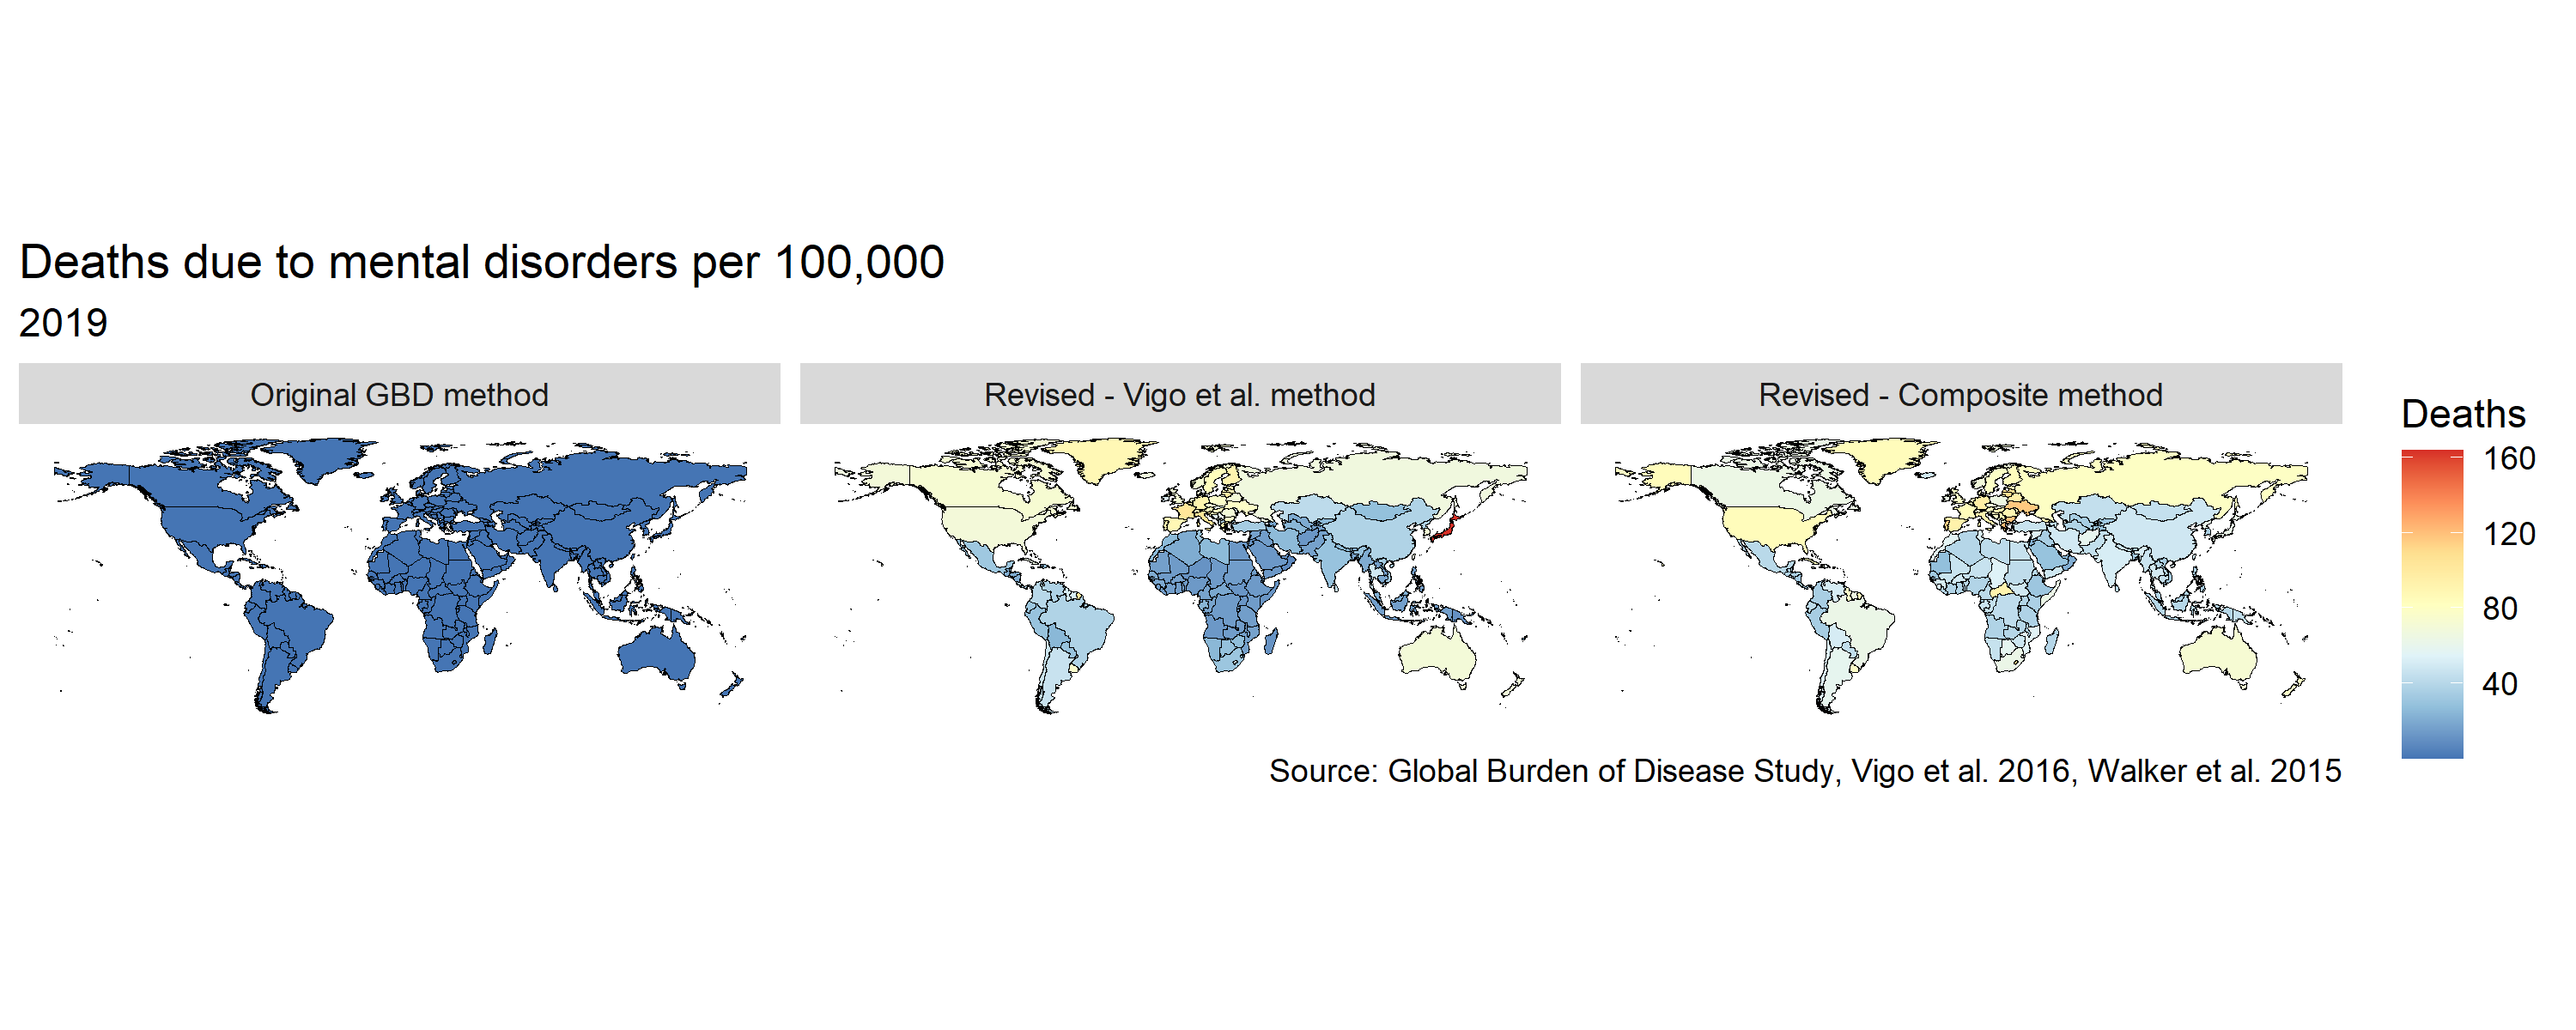 Deaths due to mental disorders per 100,000
2019
Original GBD method
Revised - Vigo et al. method
Revised - Composite method
Deaths
160
120
80
40
Source: Global Burden of Disease Study, Vigo et al. 2016, Walker et al. 2015